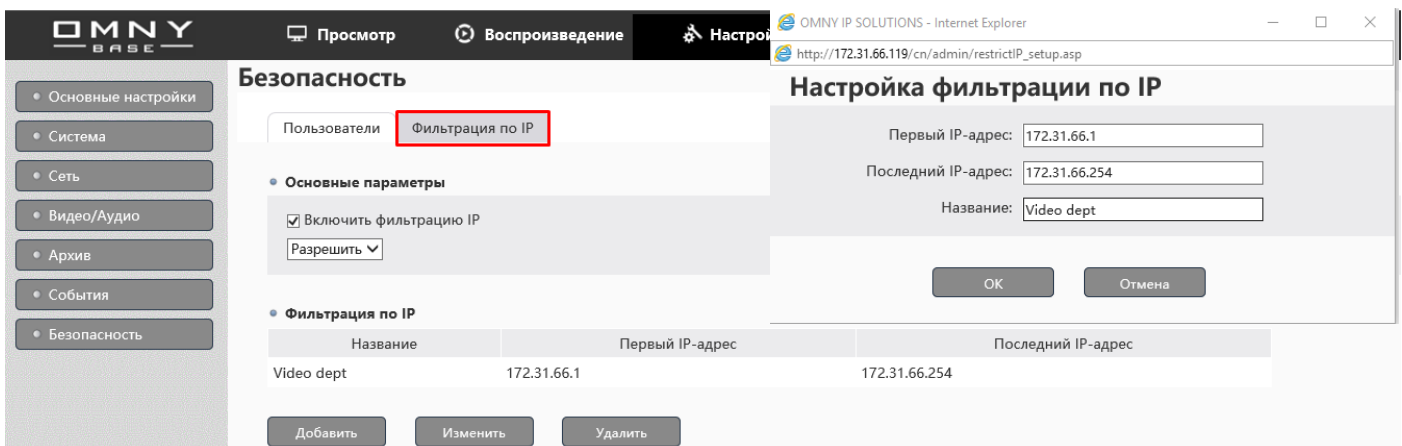 OMNY
BASE
Просмотр
Воспроизведение
Настрой
Основные настройки
Система
Сеть
Видео/Аудио
Архив
События
Безопасность
Безопасность
Пользователи
Фильтрация по IP
Основные параметры
Включить фильтрацию IP
Разрешить
Фильтрация по IP
Название Первый IP-адрес Последний IP-адрес
Video dept 172.31.66.1 172.31.66.254
Добавить Изменить Удалить
OMNY IP SOLUTIONS - Internet Explorer
http://172.31.66.119/cn/admin/restrictIP_setup.asp
Настройка фильтрации по IP
Первый IP-адрес: 172.31.66.1
Последний IP-адрес: 172.31.66.254
Название: Video dept
OK Отмена